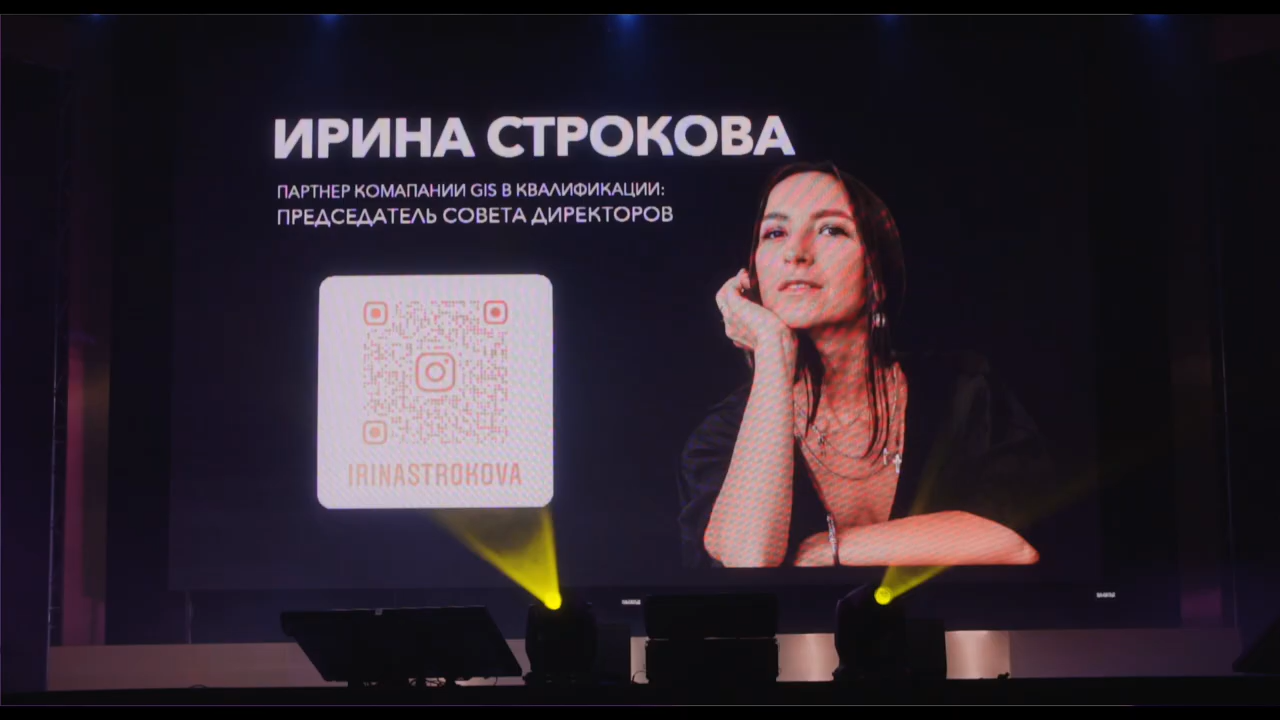 ИРИНА СТРОКОВА
ПАРТНЕР КОМАПАНИИ GIS В КВАЛИФИКАЦИИ:
ПРЕДСЕДАТЕЛЬ СОВЕТА ДИРЕКТОРОВ
IRINASTROKOVA